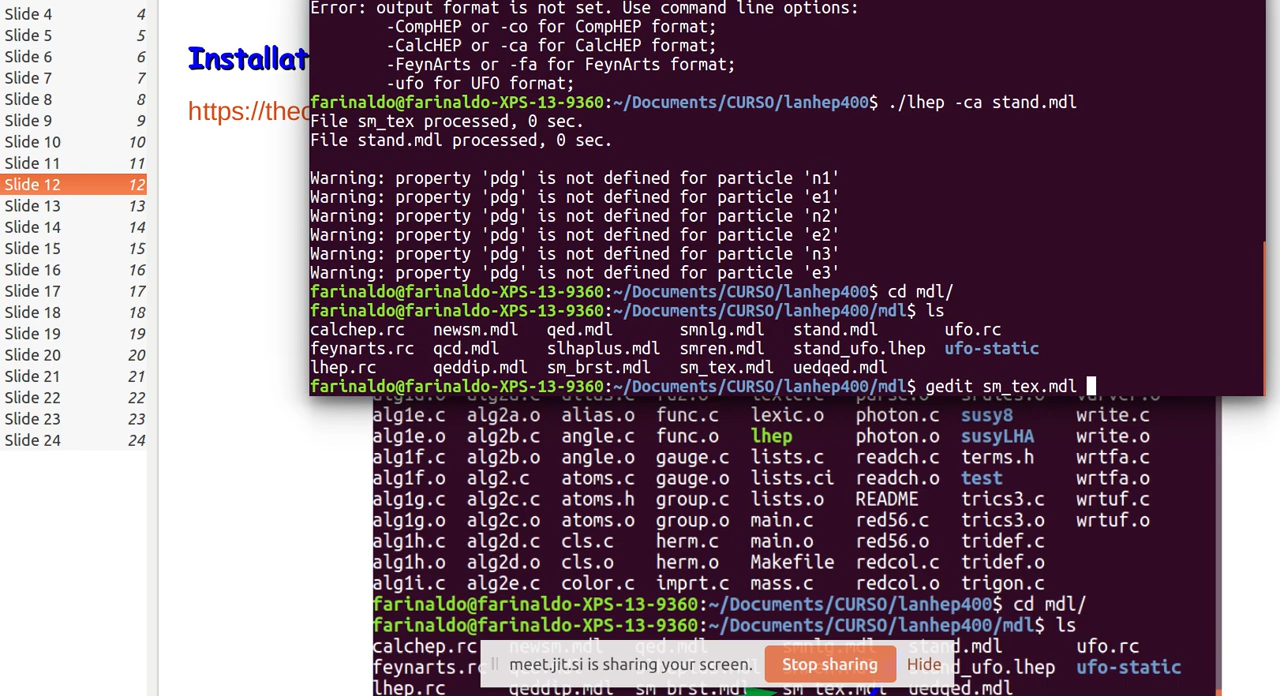 Slide 4 4
Slide 5 5
Slide 6 6
Slide 7 7
Slide 8 8
Slide 9 9
Slide 10 10
Slide 11 11
Slide 12 12
Slide 13 13
Slide 14 14
Slide 15 15
Slide 16 16
Slide 17 17
Slide 18 18
Slide 19 19
Slide 20 20
Slide 21 21
Slide 22 22
Slide 23 23
Slide 24 24
Installat
https://theo
Error: output format is not set. Use command line options:
-CompHEP or -co for CompHEP format;
-CalcHEP or -ca for CalcHEP format;
-FeynArts or -fa for FeynArts format;
-ufo for UFO format;
farinaldo@farinaldo-XPS-13-9360:~/Documents/CURSO/lanhep400$ ./lhep -ca stand.mdl
File sm_tex processed, 0 sec.
File stand.mdl processed, 0 sec.
Warning: property 'pdg' is not defined for particle 'n1'
Warning: property 'pdg' is not defined for particle 'e1'
Warning: property 'pdg' is not defined for particle 'n2'
Warning: property 'pdg' is not defined for particle 'e2'
Warning: property 'pdg' is not defined for particle 'n3'
Warning: property 'pdg' is not defined for particle 'e3'
farinaldo@farinaldo-XPS-13-9360:~/Documents/CURSO/lanhep400$ cd mdl/
farinaldo@farinaldo-XPS-13-9360:~/Documents/CURSO/lanhep400/mdl$ ls
calchep.rc newsm.mdl qed.mdl smnlg.mdl stand.mdl ufo.rc
feynarts.rc qcd.mdl slhaplus.mdl smren.mdl stand_ufo.lhep ufo-static
lhep.rc qeddip.mdl sm_brst.mdl sm_tex.mdl uedqed.mdl
farinaldo@farinaldo-XPS-13-9360:~/Documents/CURSO/lanhep400/mdl$ gedit sm_tex.mdl
alg1e.c alg2a.o alias.o func.c lexic.o photon.c susy8 write.c
alg1e.o alg2b.c angle.c func.o lhep photon.o susyLHA write.o
alg1f.c alg2b.o angle.o gauge.c lists.c readch.c terms.h wrtfa.c
alg1f.o alg2.c atoms.c gauge.o lists.ci readch.o test wrtfa.o
alg1g.c alg2c.c atoms.h group.c lists.o README trics3.c wrtuf.c
alg1g.o alg2c.o atoms.o group.o main.c red56.c trics3.o wrtuf.o
alg1h.c alg2d.c cls.c herm.c main.o red56.o tridef.c
alg1h.o alg2d.o cls.o herm.o Makefile redcol.c tridef.o
alg1i.c alg2e.c color.c imprt.c mass.c redcol.o trigon.c
farinaldo@farinaldo-XPS-13-9360:~/Documents/CURSO/lanhep400$ cd mdl/
farinaldo@farinaldo-XPS-13-9360:~/Documents/CURSO/lanhep400/mdl$ ls
calchep.rc newsm.mdl qed.mdl smnlg.mdl stand.mdl ufo.rc
meet.jit.si is sharing your screen. Stop sharing Hide
feynarts.rc d_ufo.lhep ufo-static
lhep.rc qeddip.mdl sm_brst.mdl sm_tex.mdl uedqed.mdl